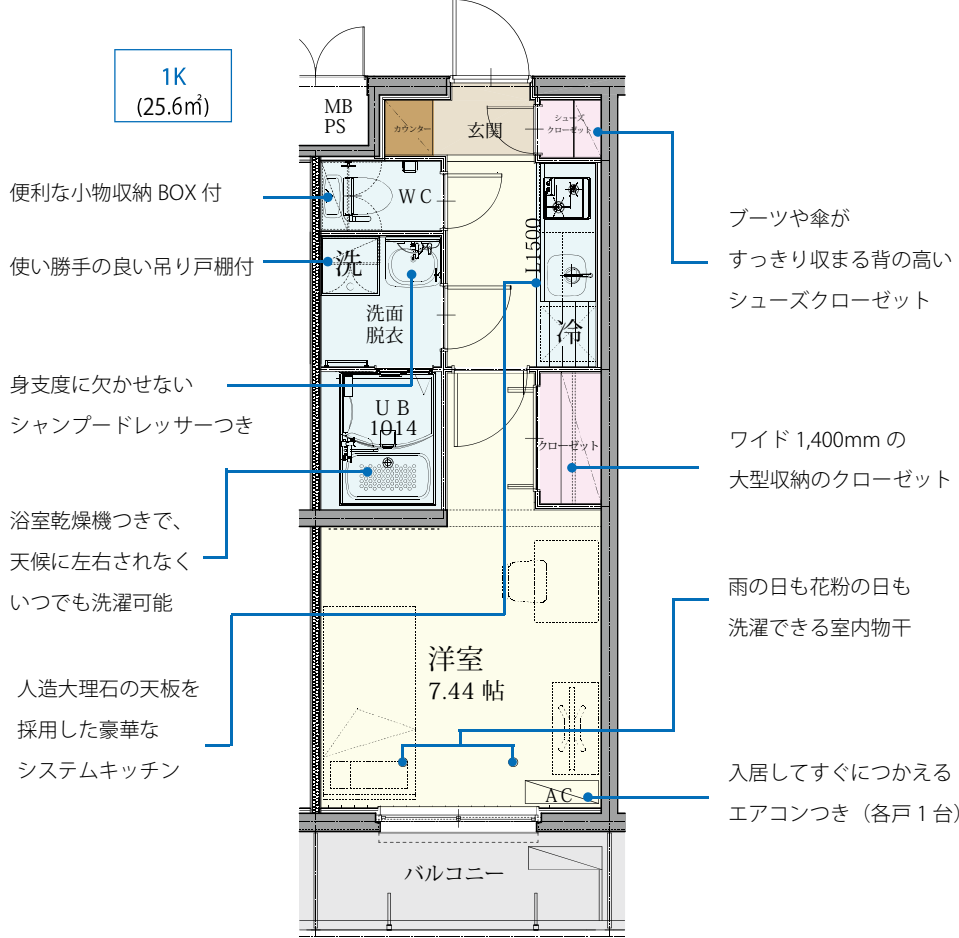 1K
(25.6㎡)
MB
PS
カウンター
玄関
シューズ
クローゼット
便利な小物収納 BOX 付
WC
使い勝手の良い吊り戸棚付
洗
L1500
洗面
脱衣
冷
ブーツや傘が
すっきり収まる背の高い
シューズクローゼット
身支度に欠かせない
シャンプードレッサーつき
UB
1014
クローゼット
ワイド 1,400mm の
大型収納のクローゼット
浴室乾燥機つきで、
天候に左右されなく
いつでも洗濯可能
雨の日も花粉の日も
洗濯できる室内物干
洋室
7.44 帖
人造大理石の天板を
採用した豪華な
システムキッチン
入居してすぐにつかえる
エアコンつき（各戸 1 台）
AC
バルコニー